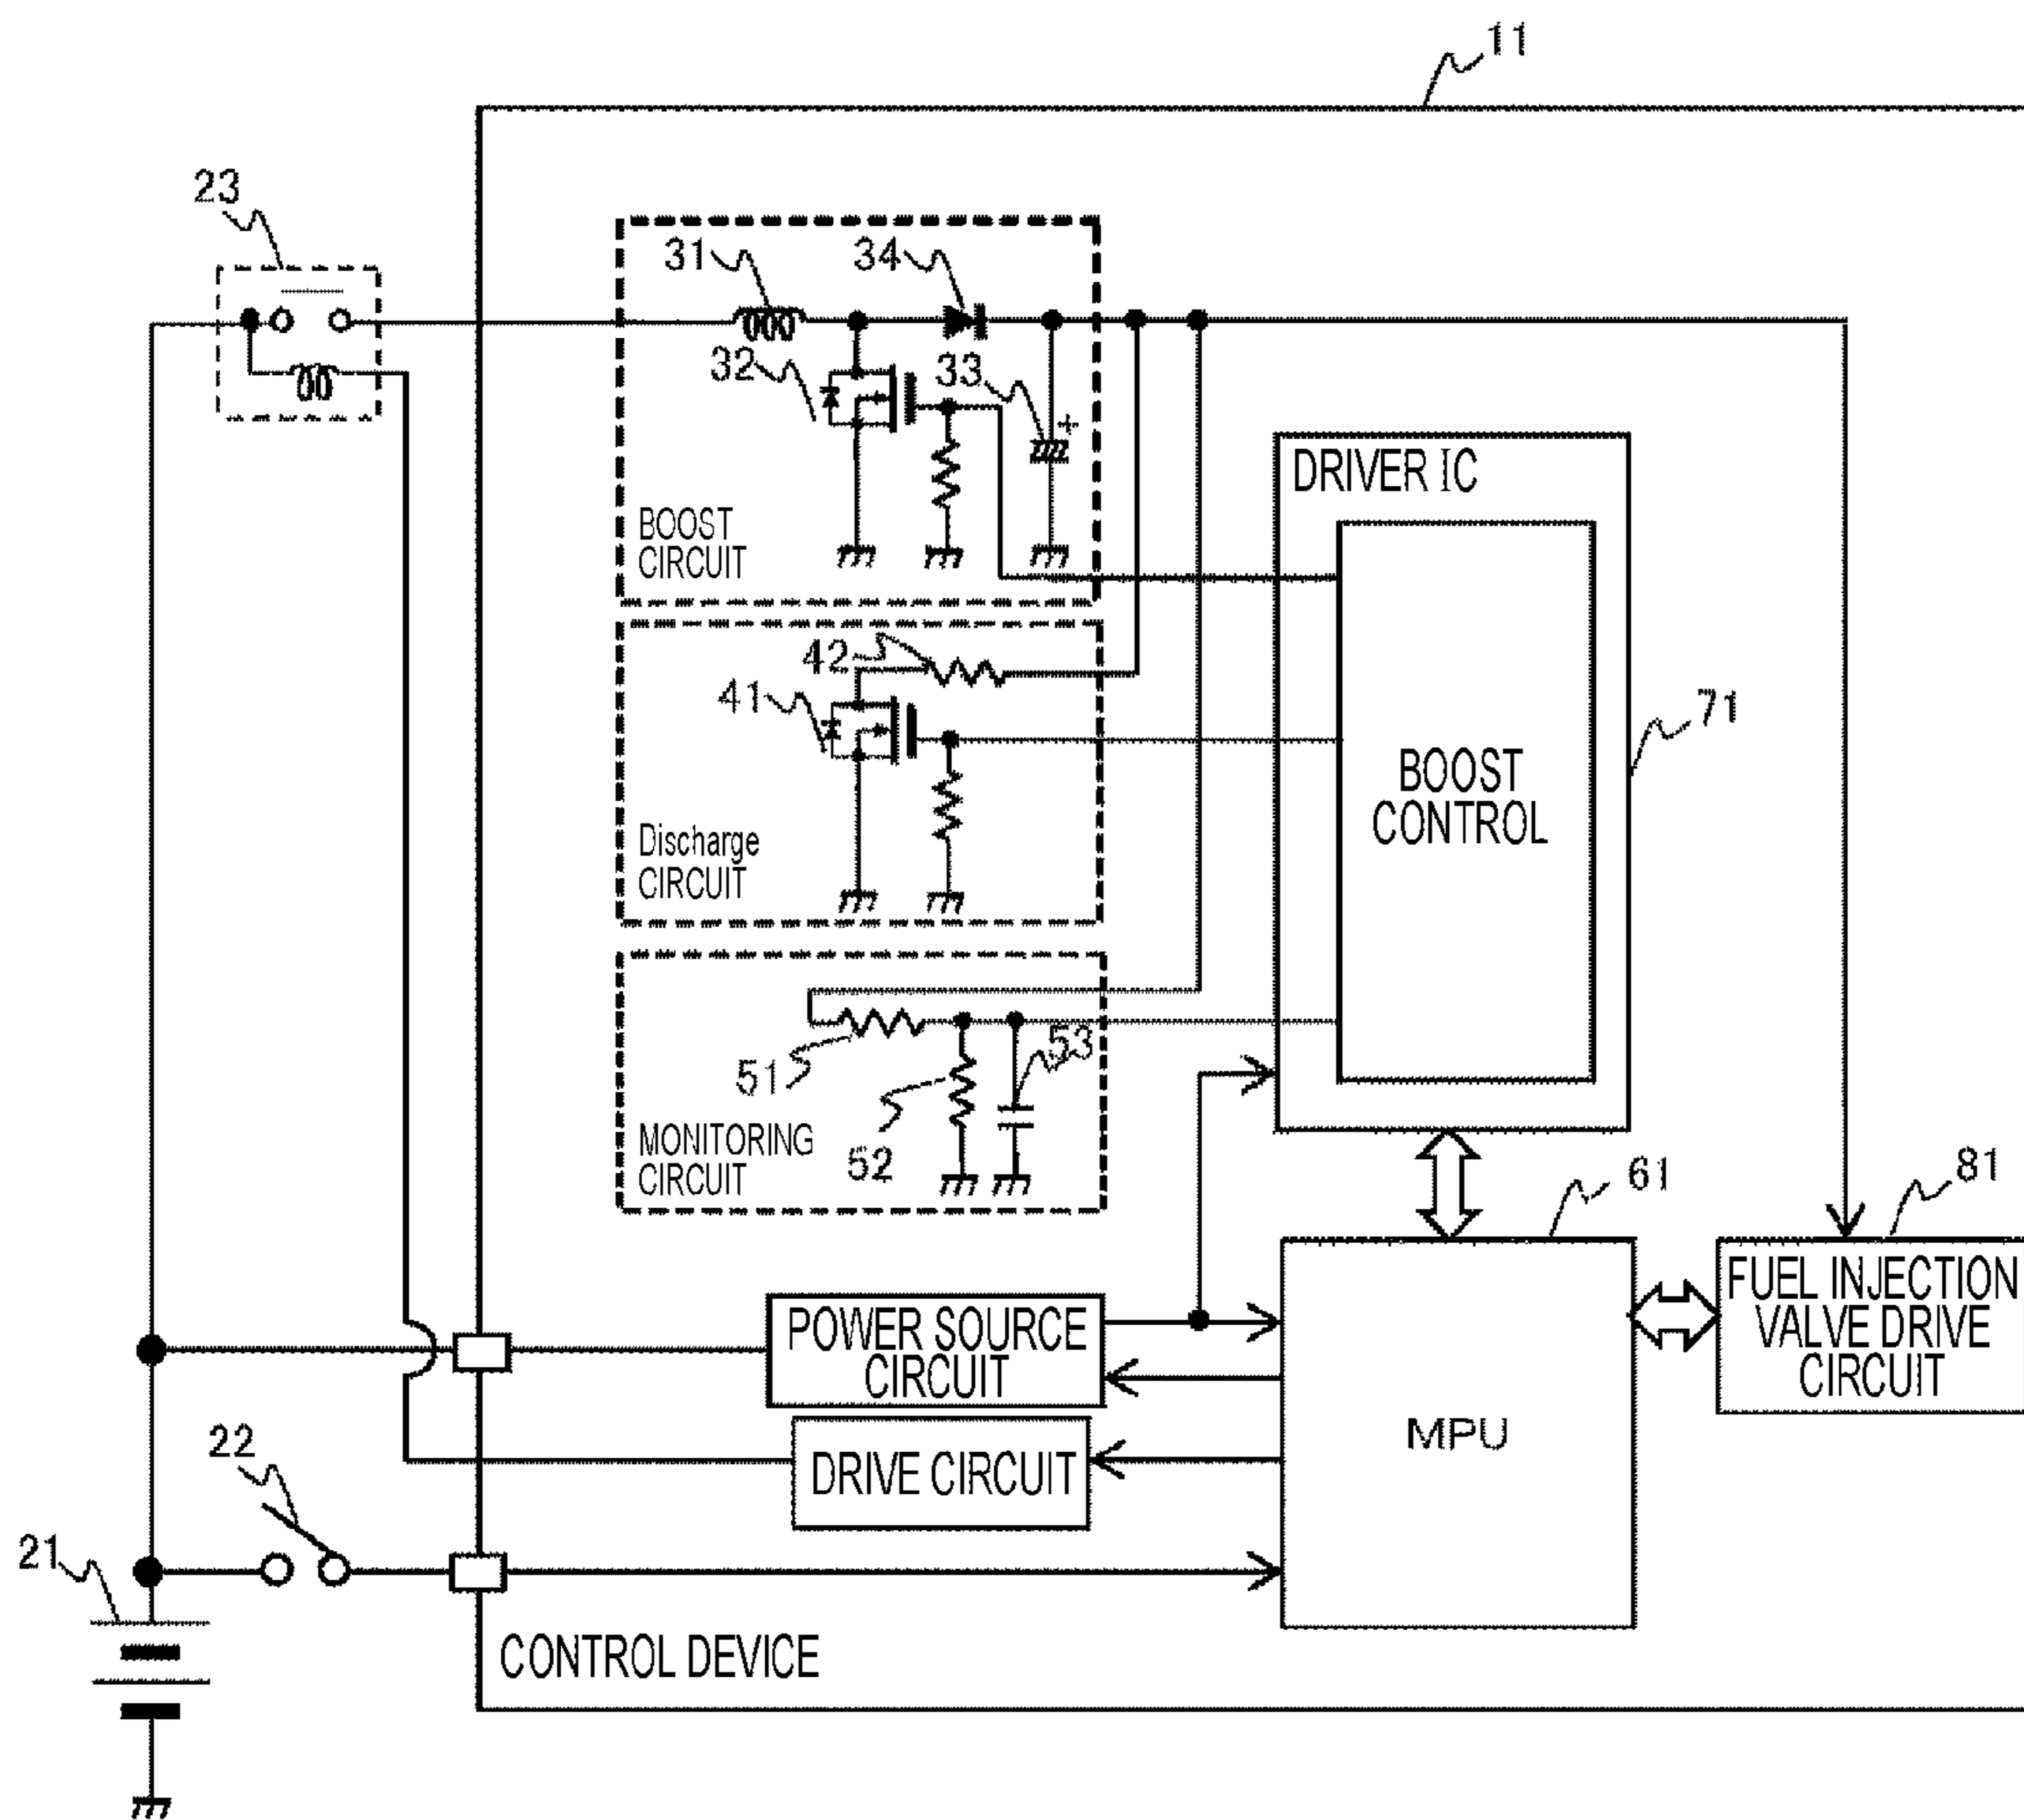 11
23
31
34
32
33
+
DRIVER IC
BOOST
CIRCUIT
42
41
71
BOOST
CONTROL
Discharge
CIRCUIT
51
53
52
MONITORING
CIRCUIT
61
81
POWER SOURCE
CIRCUIT
FUEL INJECTION
VALVE DRIVE
CIRCUIT
MPU
22
DRIVE CIRCUIT
21
CONTROL DEVICE